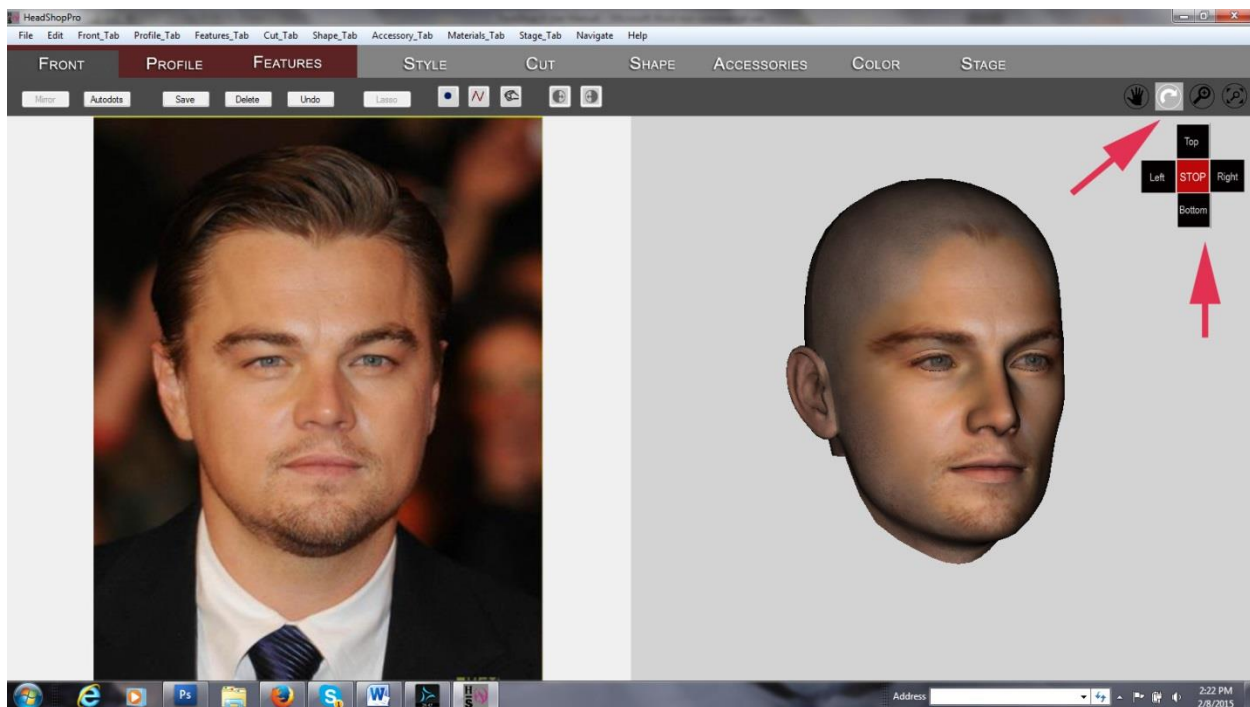 HeadShopPro
File Edit Front_Tab Profile_Tab Features_Tab Cut_Tab Shape_Tab Accessory_Tab Materials_Tab Stage_Tab Navigate Help
FRONT PROFILE FEATURES STYLE CUT SHAPE ACCESSORIES COLOR STAGE
Mirror Autodots Save Delete Undo Lasso
Top
Left STOP Right
Bottom
Ps S W Address 2:22 PM
2/8/2015